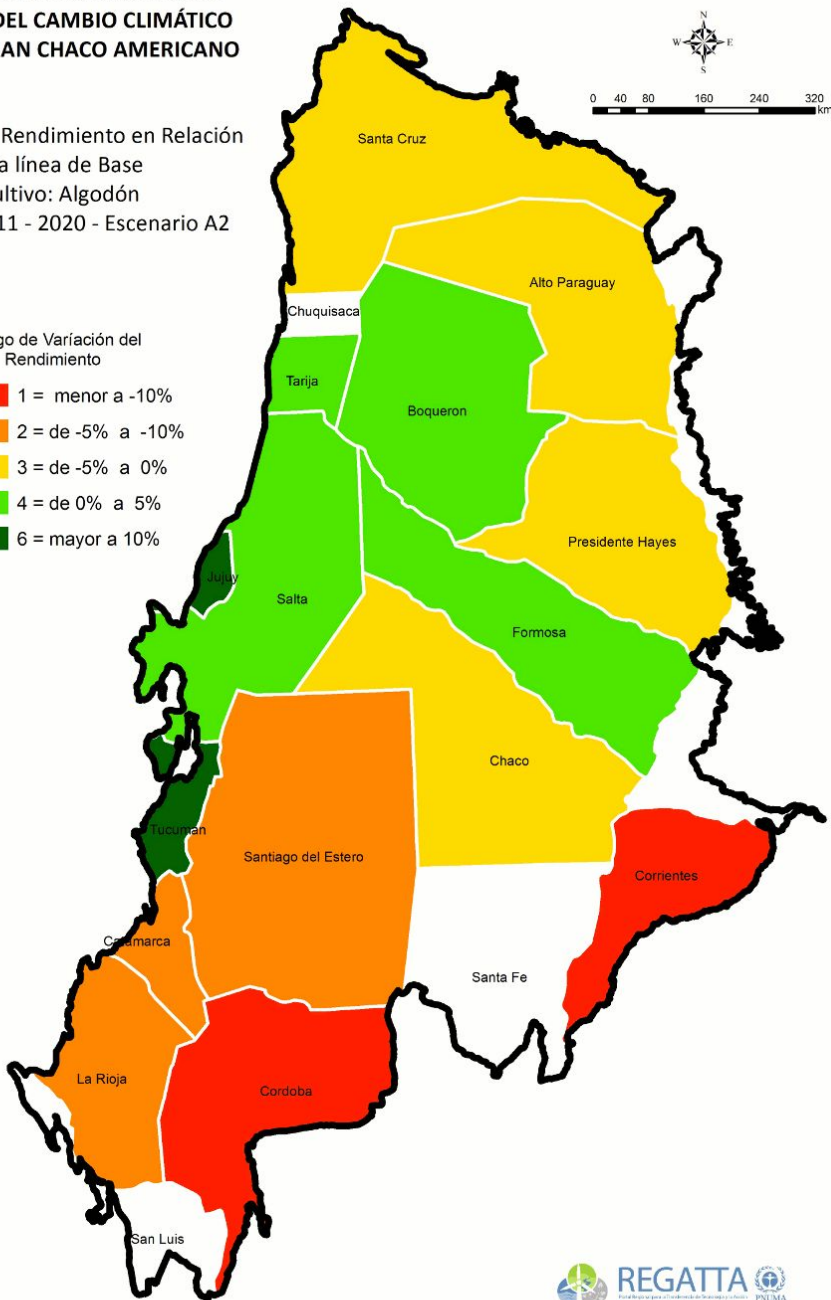 DEL CAMBIO CLIMÁTICO
AN CHACO AMERICANO
N
W E
S
0 40 80 160 240 320
km
Rendimiento en Relación
a línea de Base
ultivo: Algodón
11 - 2020 - Escenario A2
go de Variación del
Rendimiento
1 = menor a -10%
2 = de -5% a -10%
3 = de -5% a 0%
4 = de 0% a 5%
6 = mayor a 10%
Santa Cruz
Alto Paraguay
Chuquisaca
Tarija
Boqueron
Presidente Hayes
Jujuy
Salta
Formosa
Chaco
Tucuman
Santiago del Estero
Corrientes
Catamarca
Santa Fe
La Rioja
Cordoba
San Luis
REGATTA
PNUMA